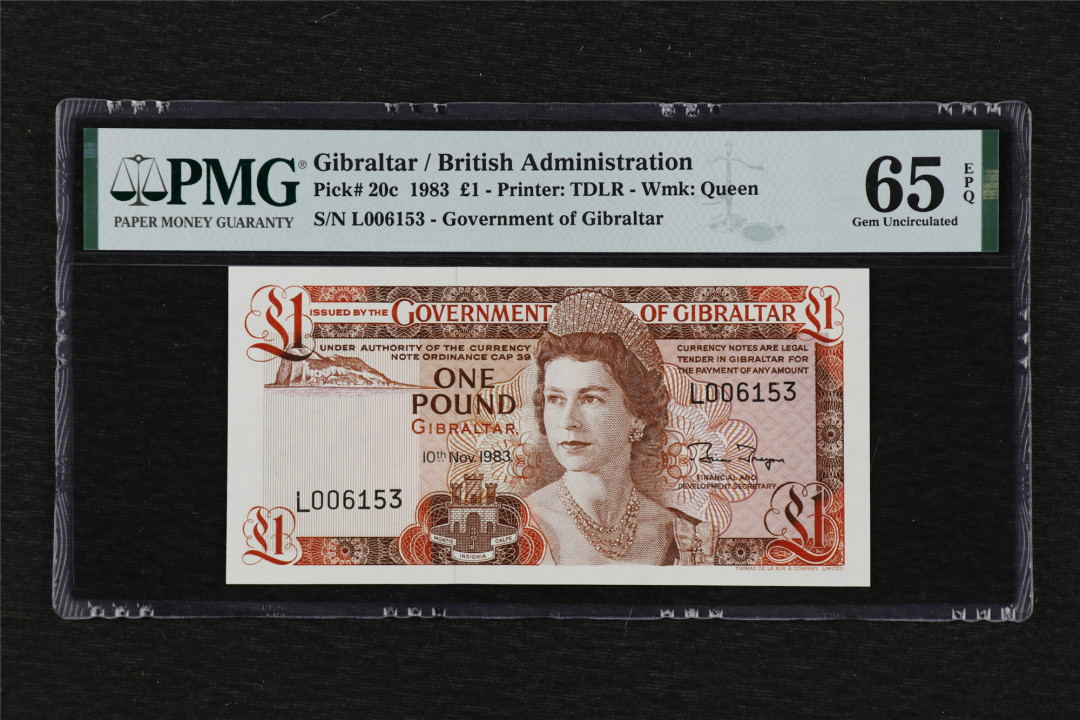 PMG®
PAPER MONEY GUARANTY
Gibraltar / British Administration
Pick# 20c 1983 £1 - Printer: TDLR - Wmk: Queen
S/N L006153 - Government of Gibraltar
65
EPQ
Gem Uncirculated
£1
ISSUED BY THE GOVERNMENT OF GIBRALTAR
£1
UNDER AUTHORITY OF THE CURRENCY
NOTE ORDINANCE CAP 39
CURRENCY NOTES ARE LEGAL
TENDER IN GIBRALTAR FOR
THE PAYMENT OF ANY AMOUNT
ONE
POUND
GIBRALTAR
L006153
10th Nov. 1983
FINANCIAL AND
DEVELOPMENT SECRETARY
L006153
£1
MONTIS CALPE
INSIGNIA
£1
THOMAS DE LA RUE & COMPANY, LIMITED